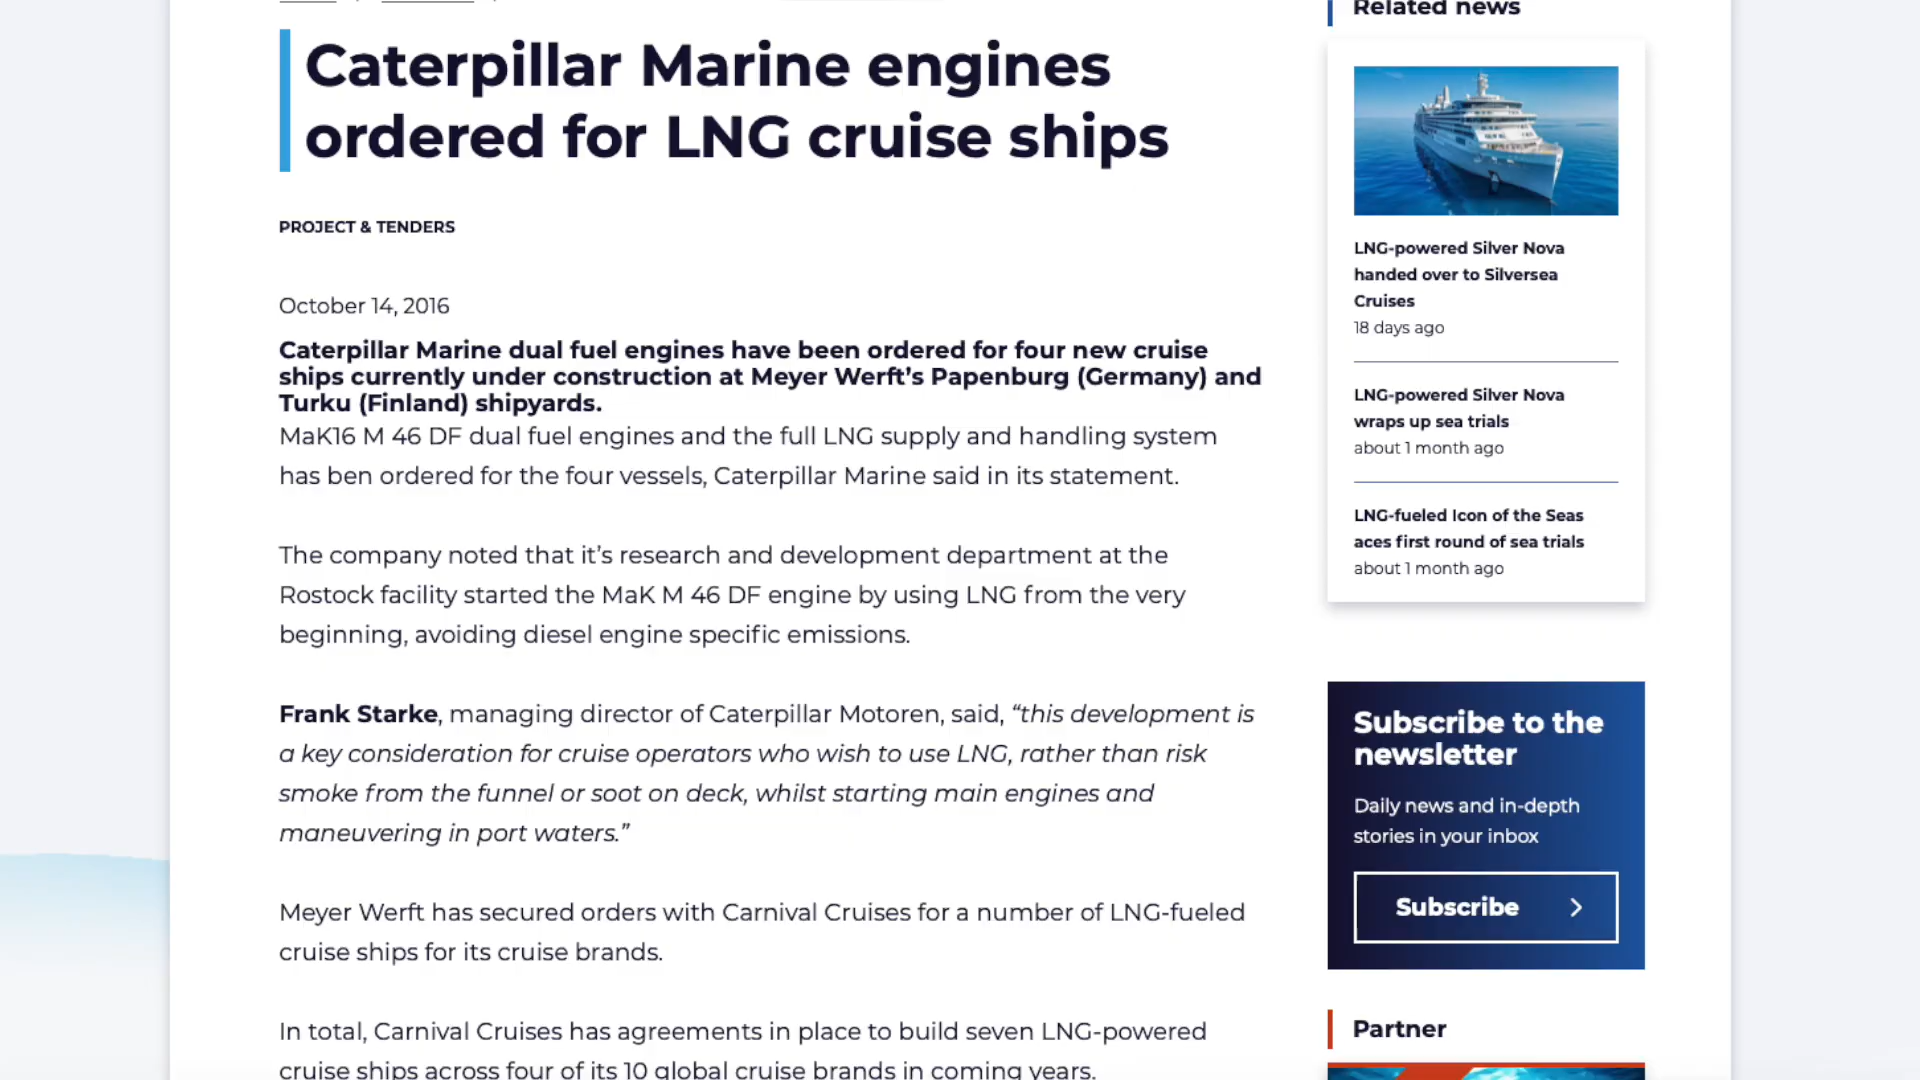 Caterpillar Marine engines
ordered for LNG cruise ships
PROJECT & TENDERS
October 14, 2016
Caterpillar Marine dual fuel engines have been ordered for four new cruise
ships currently under construction at Meyer Werft’s Papenburg (Germany) and
Turku (Finland) shipyards.
MaK16 M 46 DF dual fuel engines and the full LNG supply and handling system
has ben ordered for the four vessels, Caterpillar Marine said in its statement.
The company noted that it’s research and development department at the
Rostock facility started the MaK M 46 DF engine by using LNG from the very
beginning, avoiding diesel engine specific emissions.
Frank Starke, managing director of Caterpillar Motoren, said, “this development is
a key consideration for cruise operators who wish to use LNG, rather than risk
smoke from the funnel or soot on deck, whilst starting main engines and
maneuvering in port waters.”
Meyer Werft has secured orders with Carnival Cruises for a number of LNG-fueled
cruise ships for its cruise brands.
In total, Carnival Cruises has agreements in place to build seven LNG-powered
cruise ships across four of its 10 global cruise brands in coming years.
Related news
LNG-powered Silver Nova
handed over to Silversea
Cruises
18 days ago
LNG-powered Silver Nova
wraps up sea trials
about 1 month ago
LNG-fueled Icon of the Seas
aces first round of sea trials
about 1 month ago
Subscribe to the
newsletter
Daily news and in-depth
stories in your inbox
Subscribe
Partner